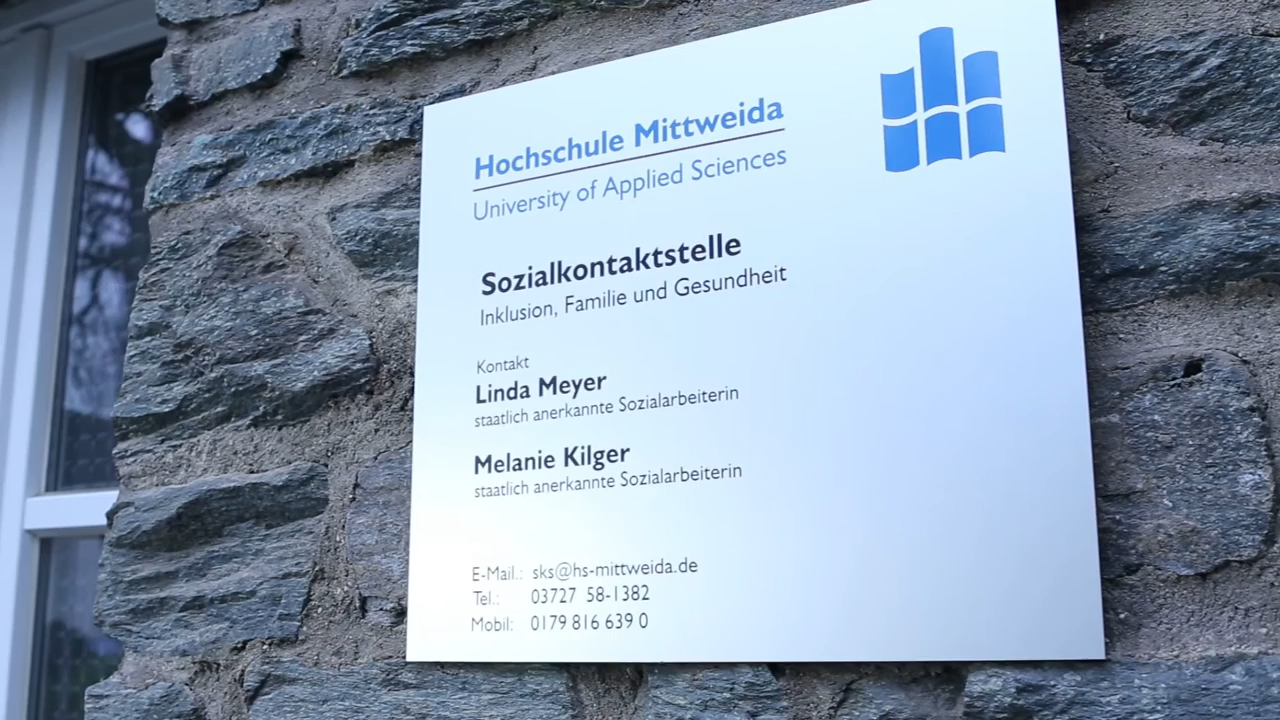 Hochschule Mittweida
University of Applied Sciences
Sozialkontaktstelle
Inklusion, Familie und Gesundheit
Kontakt
Linda Meyer
staatlich anerkannte Sozialarbeiterin
Melanie Kilger
staatlich anerkannte Sozialarbeiterin
E-Mail.: sks@hs-mittweida.de
Tel.: 03727 58-1382
Mobil: 0179 816 639 0